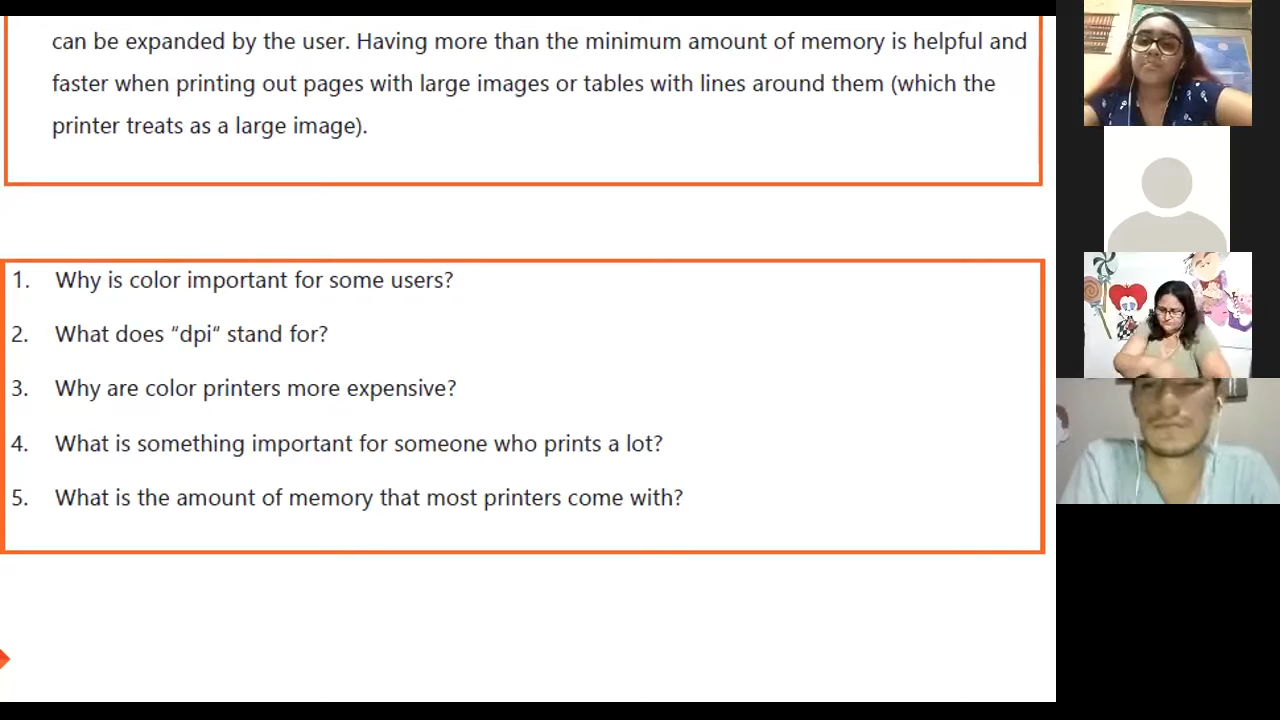 can be expanded by the user. Having more than the minimum amount of memory is helpful and
faster when printing out pages with large images or tables with lines around them (which the
printer treats as a large image).
1. Why is color important for some users?
2. What does “dpi“ stand for?
3. Why are color printers more expensive?
4. What is something important for someone who prints a lot?
5. What is the amount of memory that most printers come with?